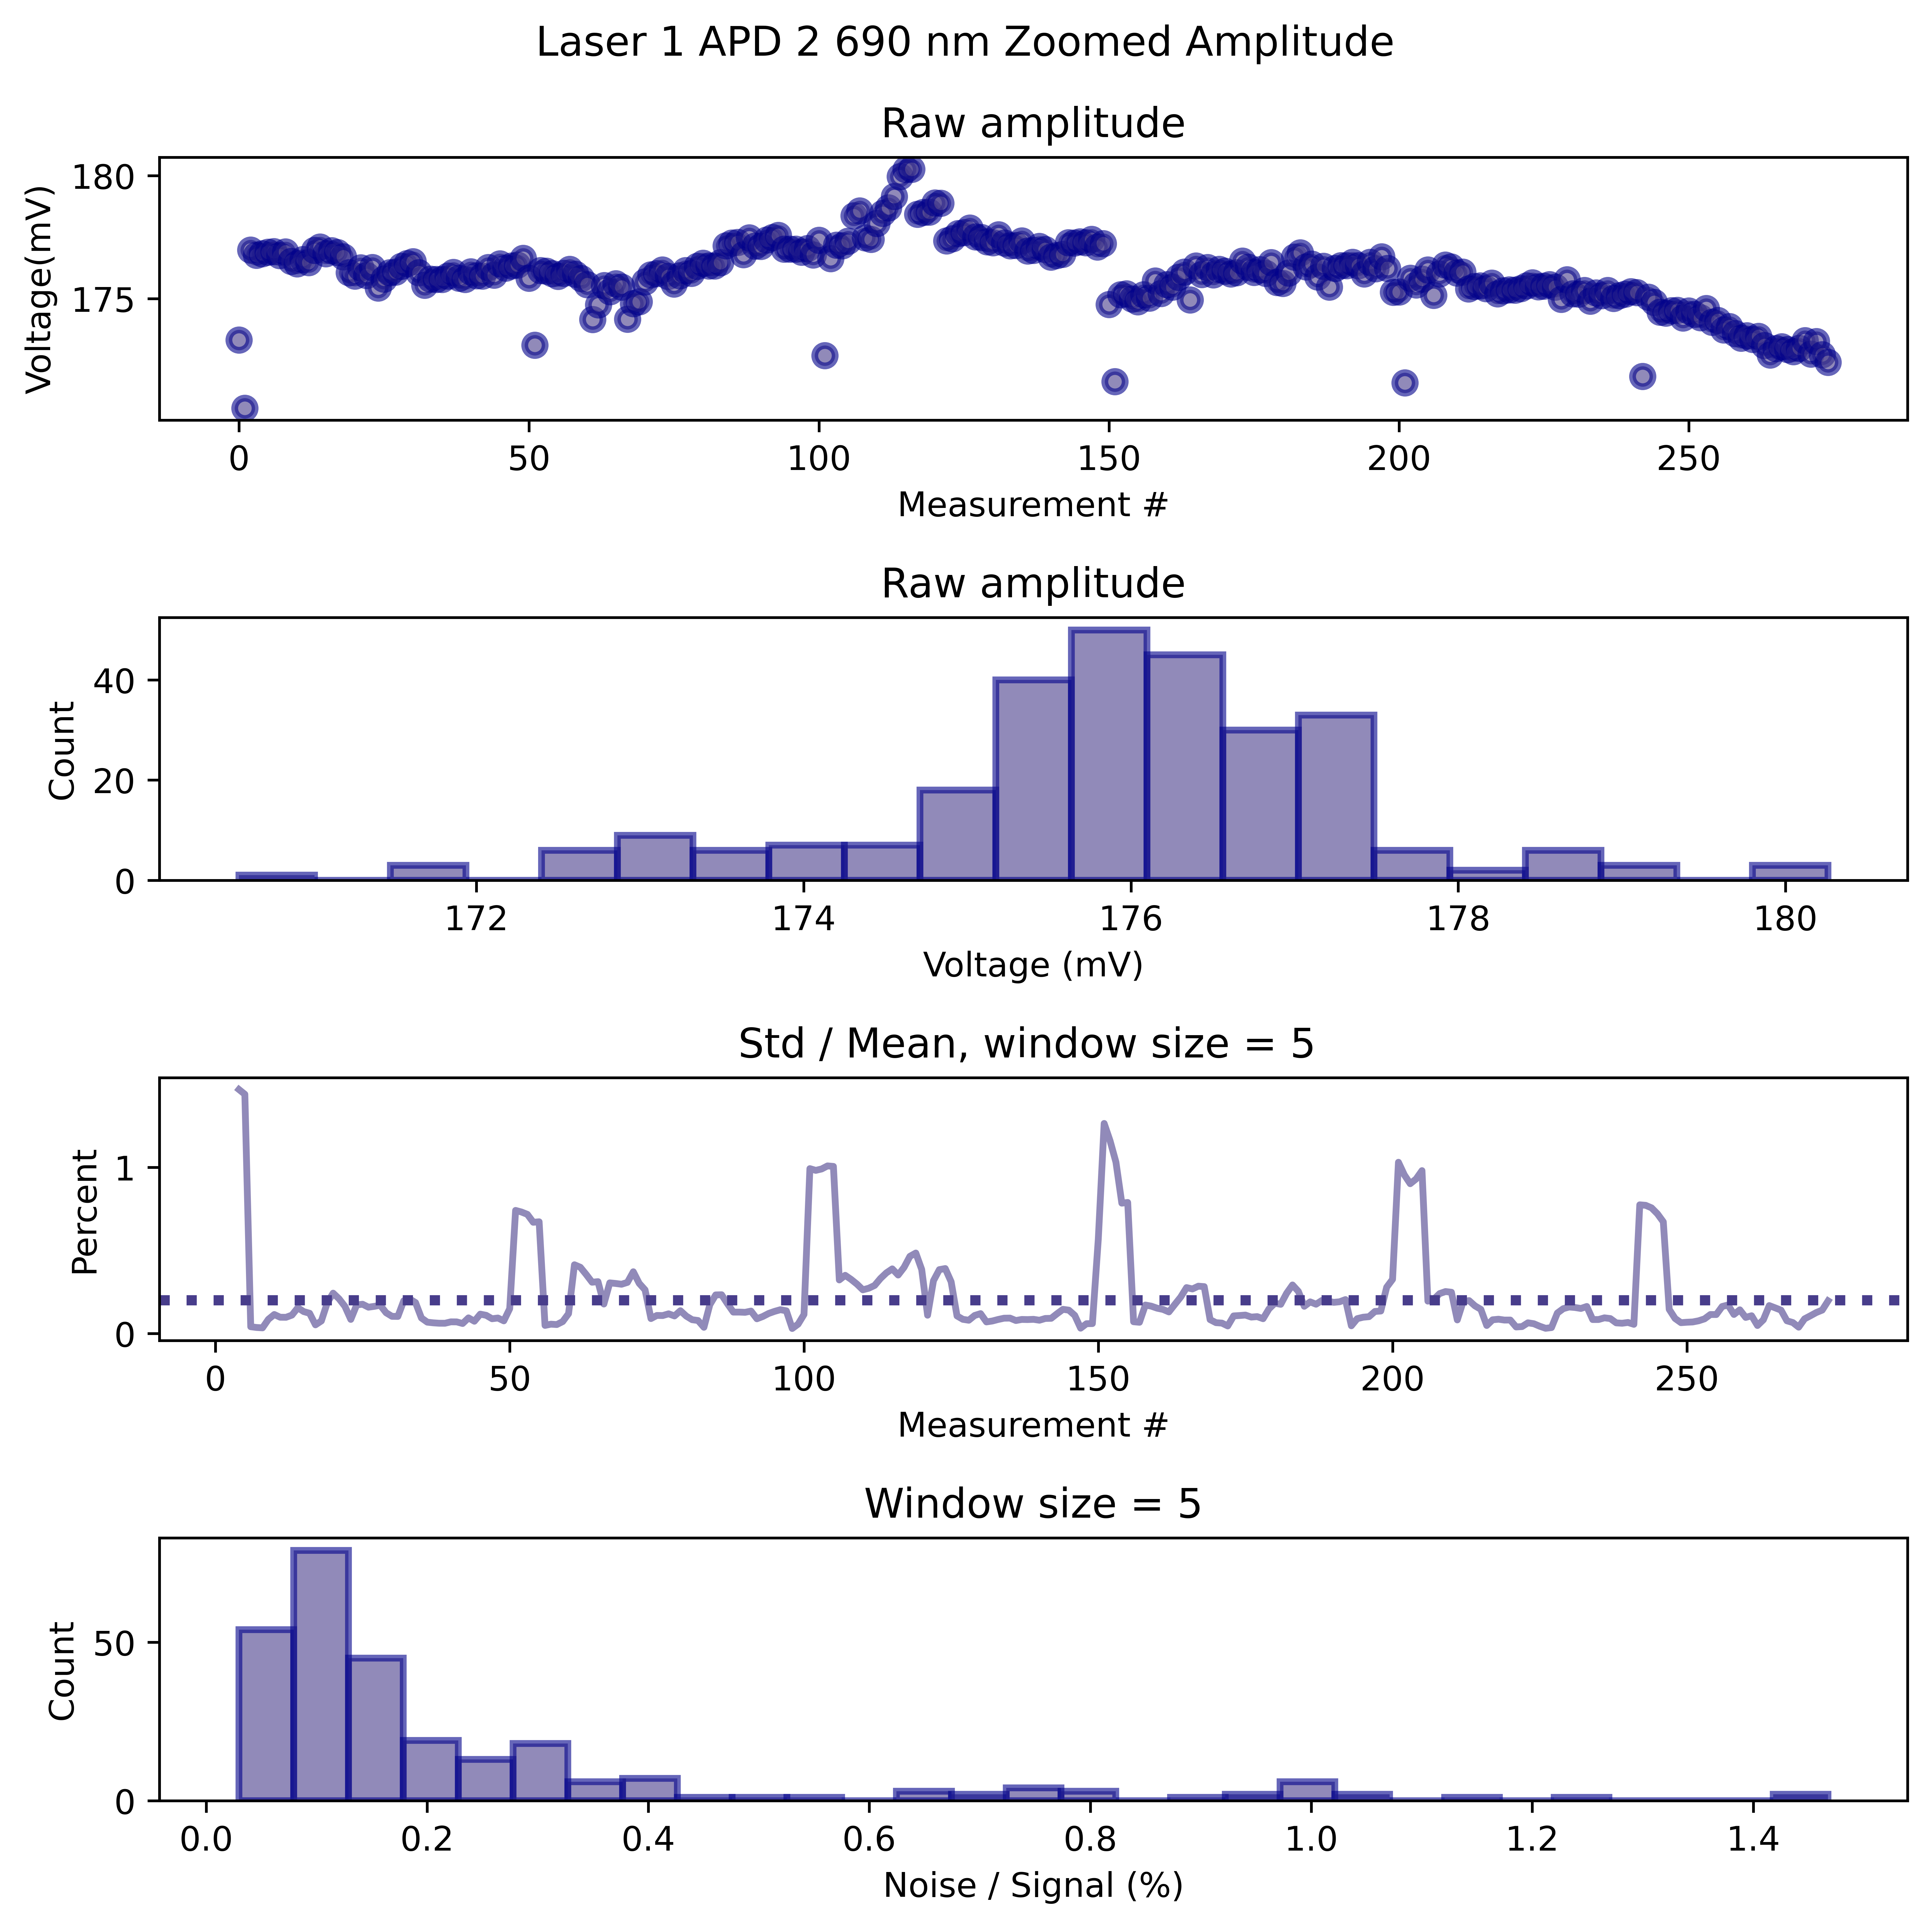 Laser 1 APD 2 690 nm Zoomed Amplitude
Raw amplitude
Voltage(mV)
180
175
0 50 100 150 200 250
Measurement #
Raw amplitude
Count
40
20
0
172 174 176 178 180
Voltage (mV)
Std / Mean, window size = 5
Percent
1
0
0 50 100 150 200 250
Measurement #
Window size = 5
Count
50
0
0.0 0.2 0.4 0.6 0.8 1.0 1.2 1.4
Noise / Signal (%)